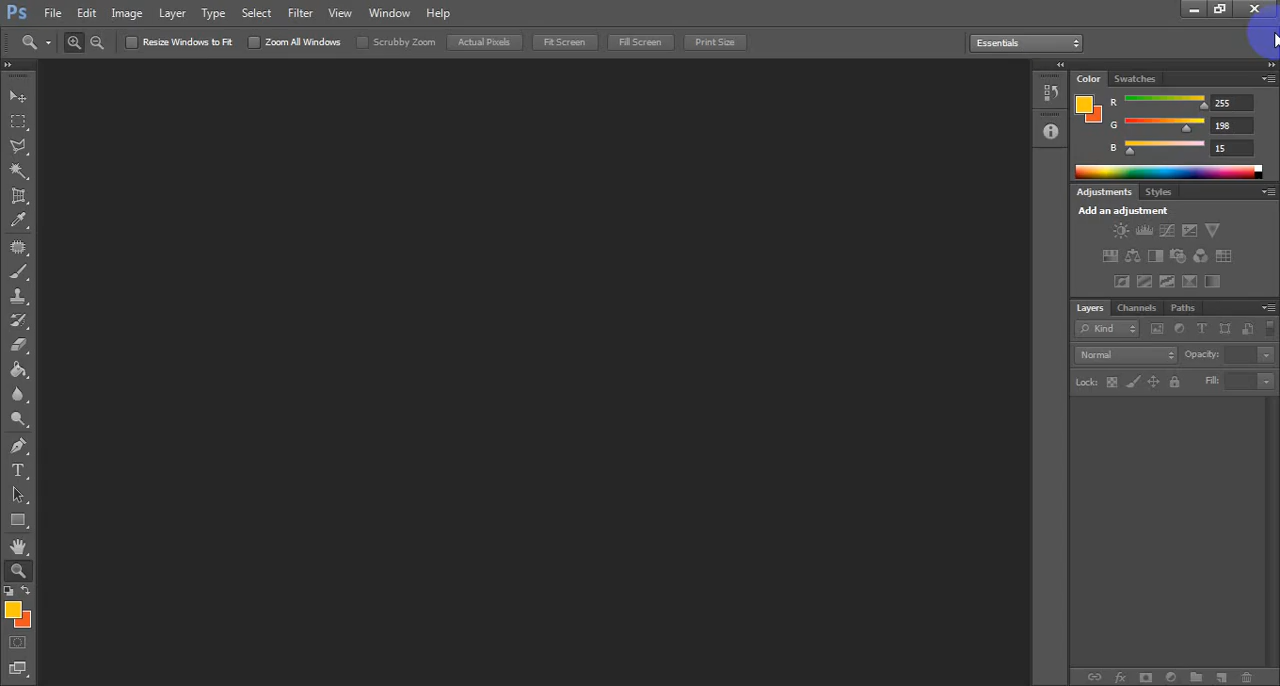 Ps File Edit Image Layer Type Select Filter View Window Help
Resize Windows to Fit Zoom All Windows Scrubby Zoom Actual Pixels Fit Screen Fill Screen Print Size Essentials
Color Swatches
R 255
G 198
B 15
Adjustments Styles
Add an adjustment
Layers Channels Paths
Kind T
Normal Opacity:
Lock: Fill:
T
fx